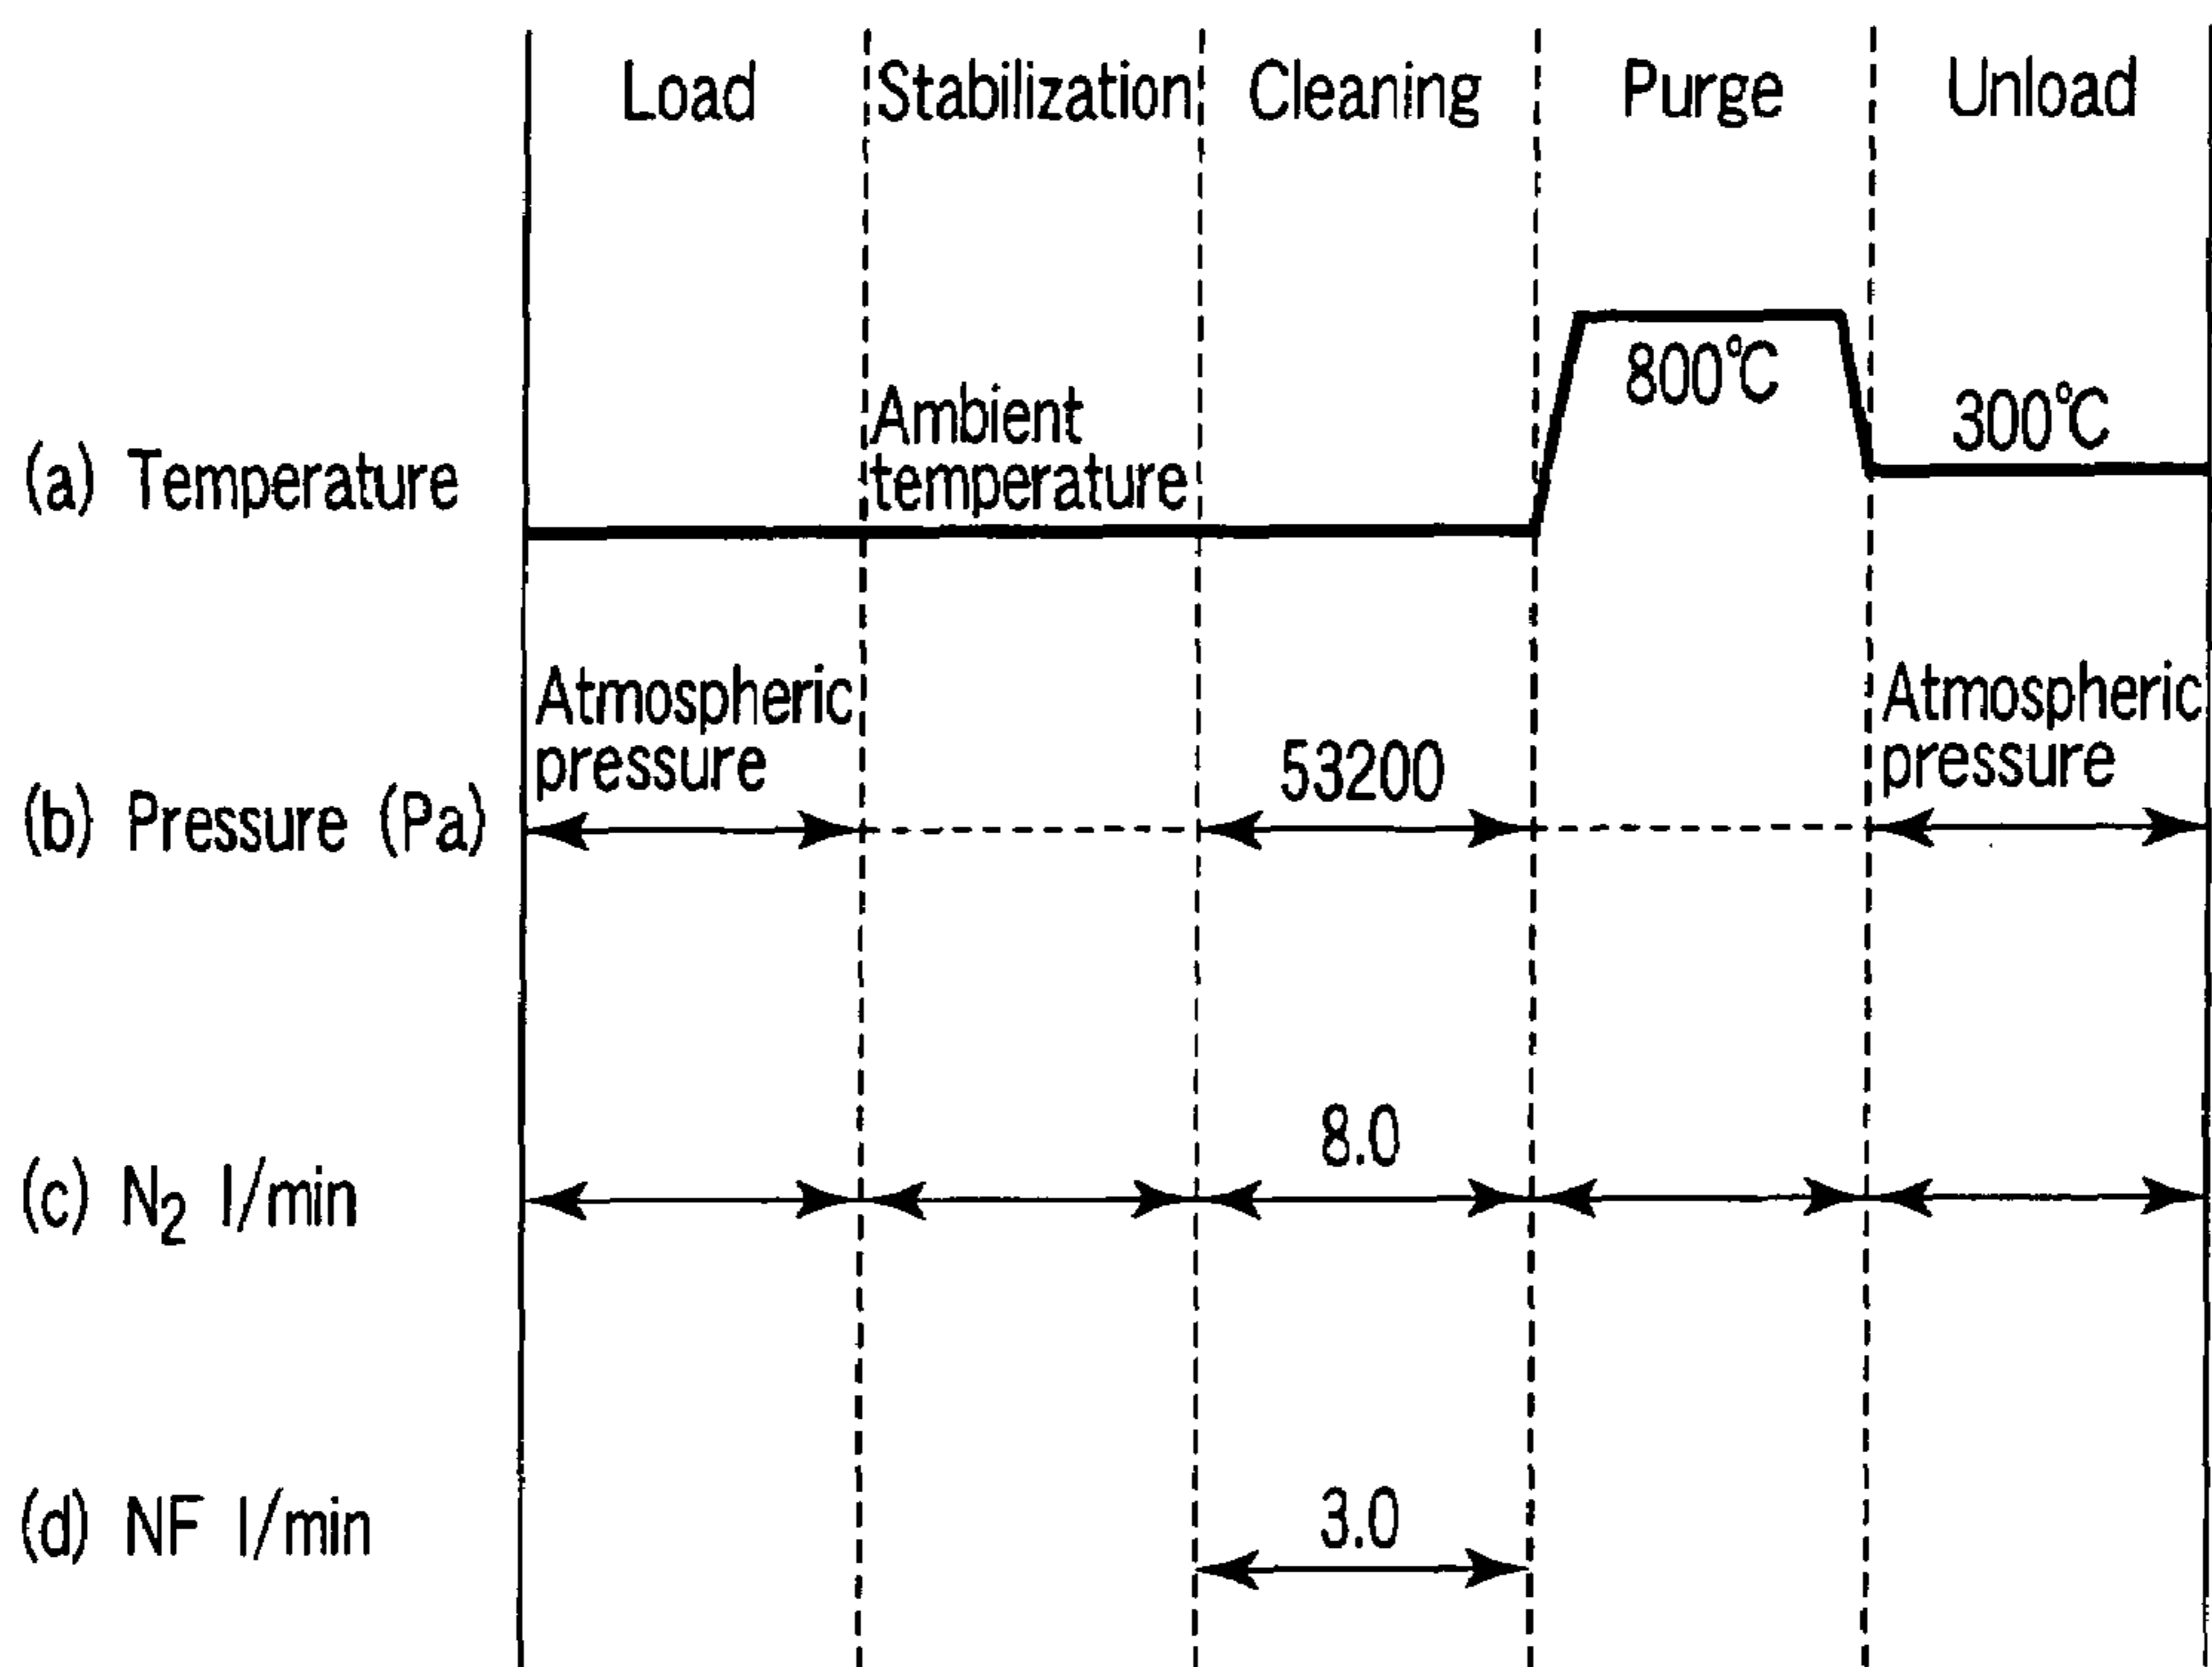 Load Stabilization Cleaning Purge Unload
800°C
300°C
Ambient
temperature
(a) Temperature
Atmospheric
pressure
53200
Atmospheric
pressure
(b) Pressure (Pa)
8.0
(c) N₂ l/min
3.0
(d) NF l/min